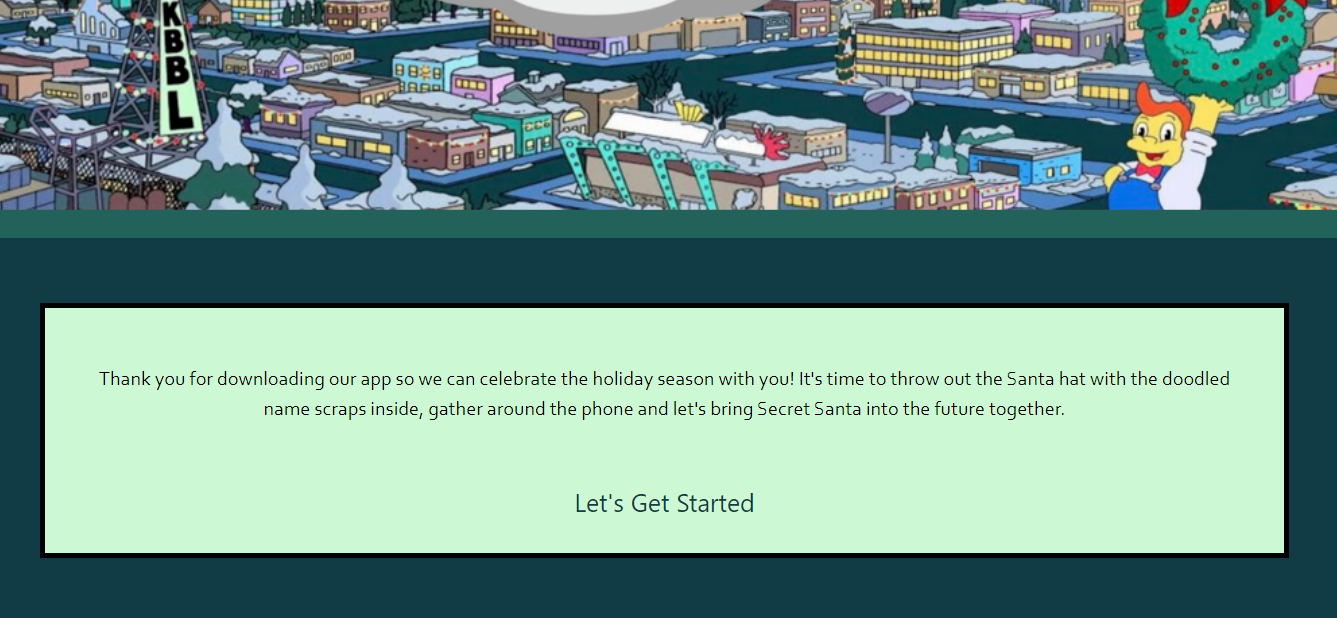 KBBL
Thank you for downloading our app so we can celebrate the holiday season with you! It's time to throw out the Santa hat with the doodled
name scraps inside, gather around the phone and let's bring Secret Santa into the future together.
Let's Get Started